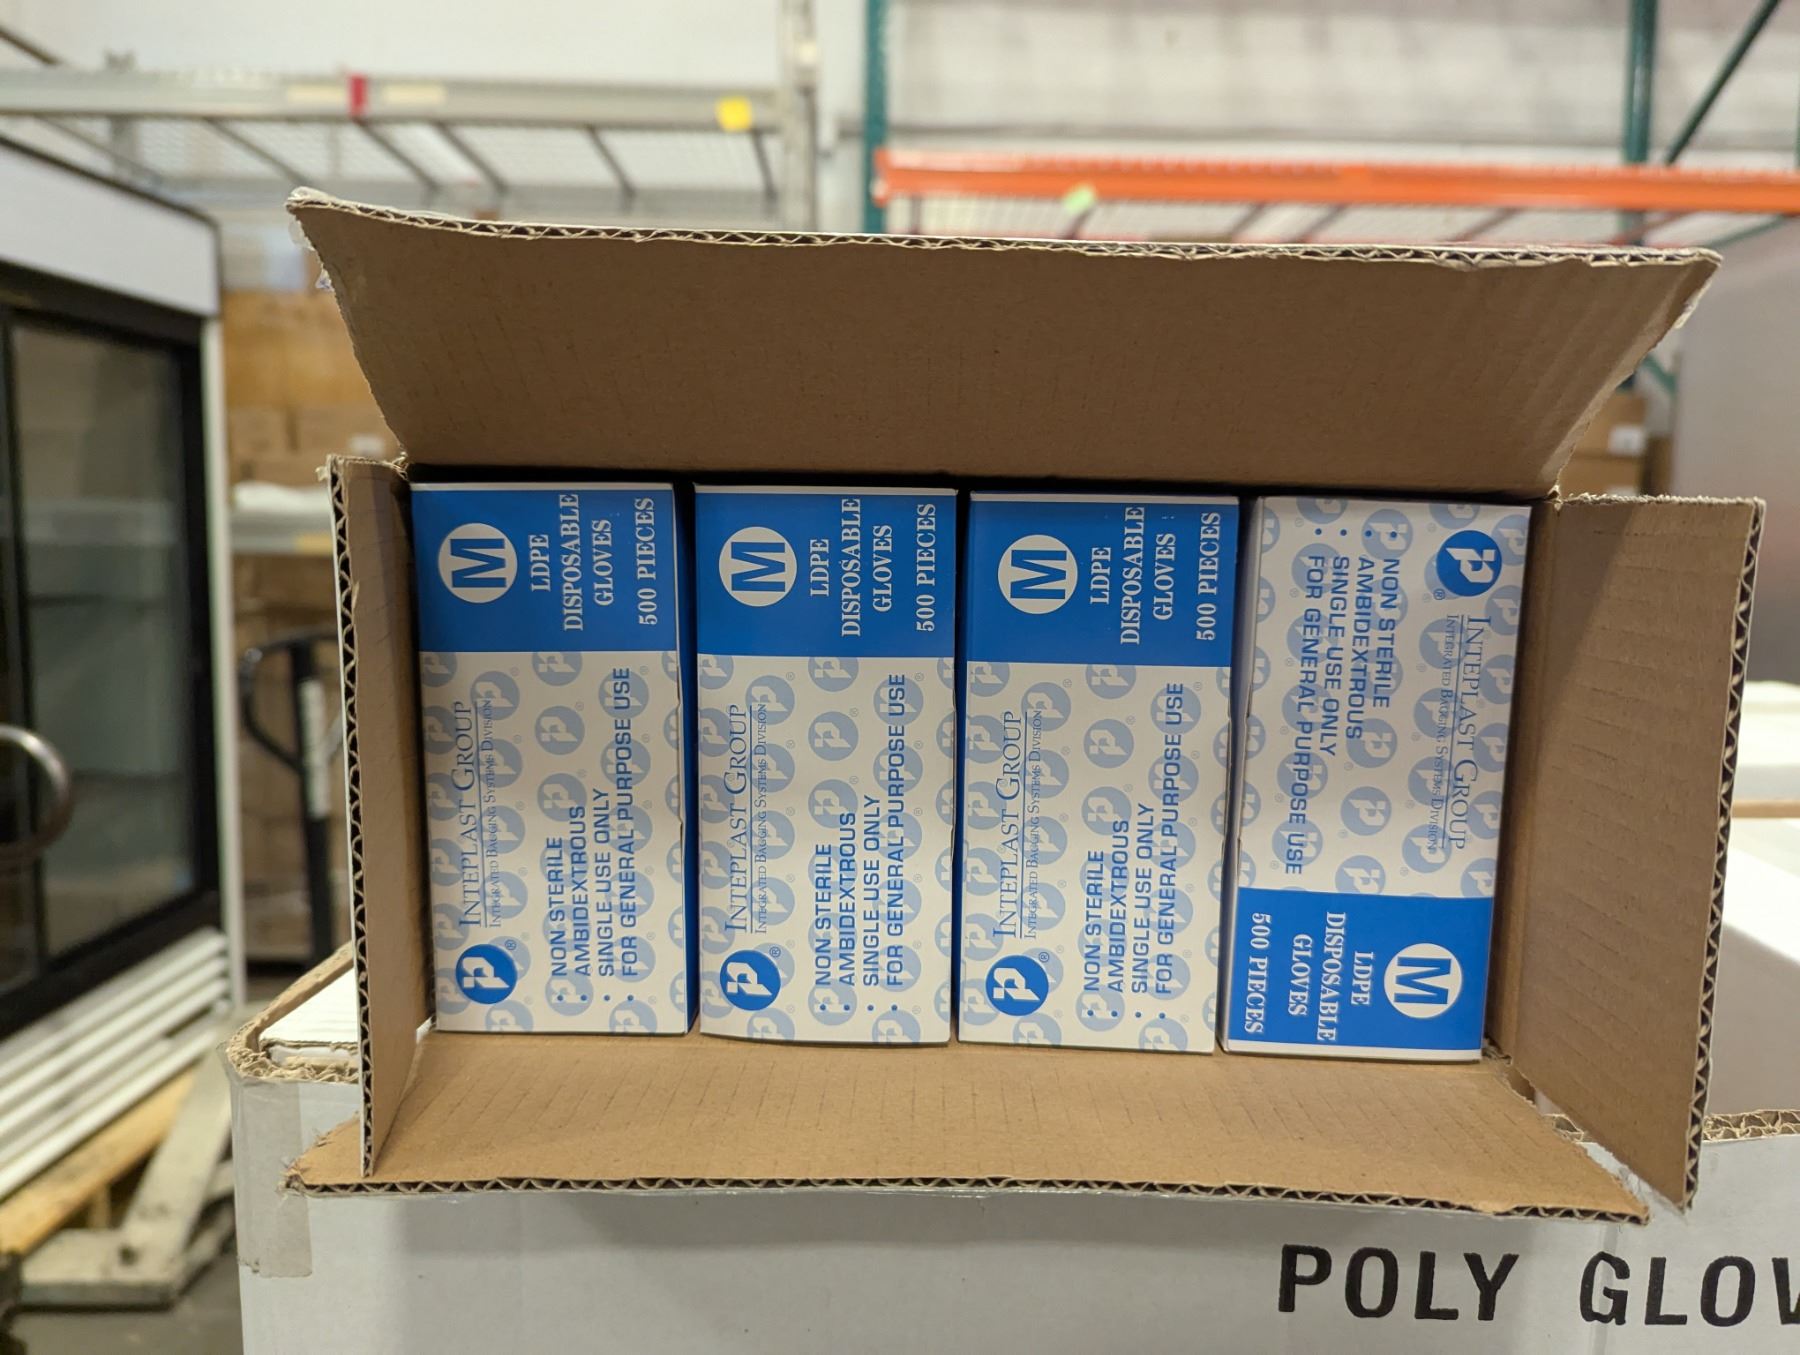 M
LDPE
DISPOSABLE
GLOVES
500 PIECES
INTEPLAST GROUP
INTEGRATED BAGGING SYSTEMS DIVISION
• NON STERILE
• AMBIDEXTROUS
• SINGLE USE ONLY
• FOR GENERAL PURPOSE USE
M
LDPE
DISPOSABLE
GLOVES
500 PIECES
INTEPLAST GROUP
INTEGRATED BAGGING SYSTEMS DIVISION
• NON STERILE
• AMBIDEXTROUS
• SINGLE USE ONLY
• FOR GENERAL PURPOSE USE
M
LDPE
DISPOSABLE
GLOVES
500 PIECES
INTEPLAST GROUP
INTEGRATED BAGGING SYSTEMS DIVISION
• NON STERILE
• AMBIDEXTROUS
• SINGLE USE ONLY
• FOR GENERAL PURPOSE USE
INTEPLAST GROUP
INTEGRATED BAGGING SYSTEMS DIVISION
• NON STERILE
• AMBIDEXTROUS
• SINGLE USE ONLY
• FOR GENERAL PURPOSE USE
M
LDPE
DISPOSABLE
GLOVES
500 PIECES
POLY GLOV